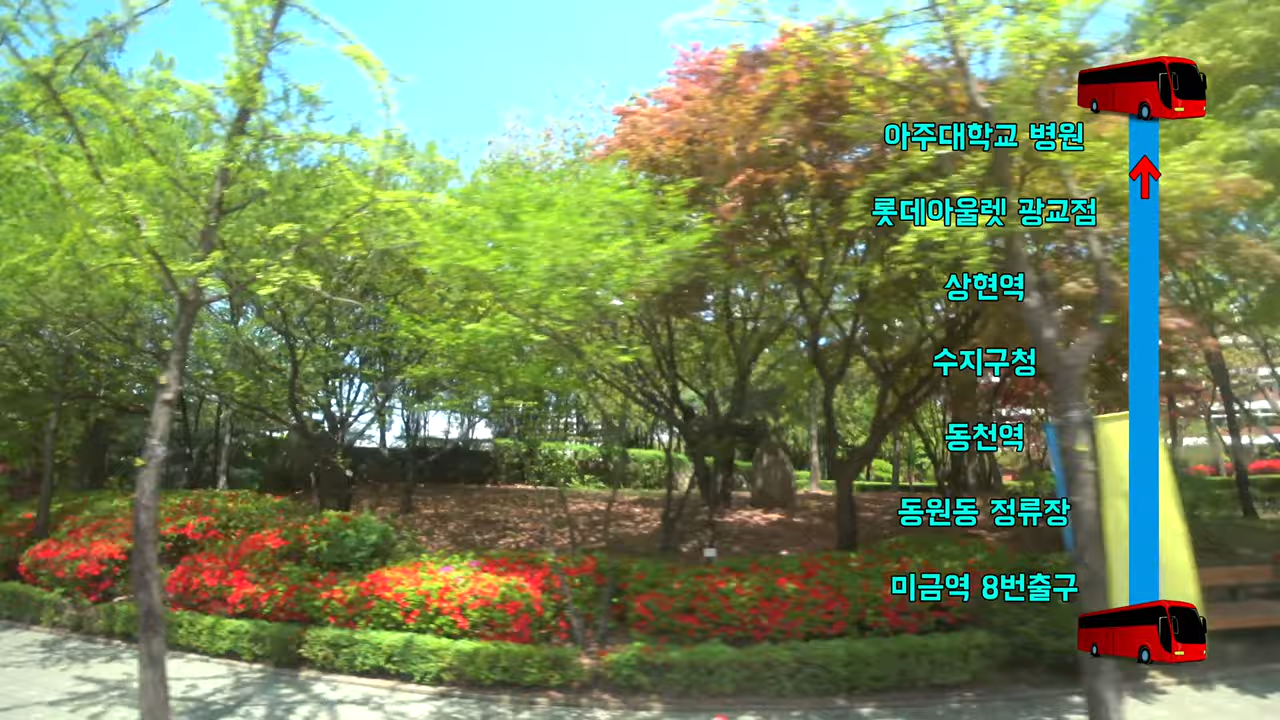 아주대학교 병원
롯데아울렛 광교점
상현역
수지구청
동천역
동원동 정류장
미금역 8번출구